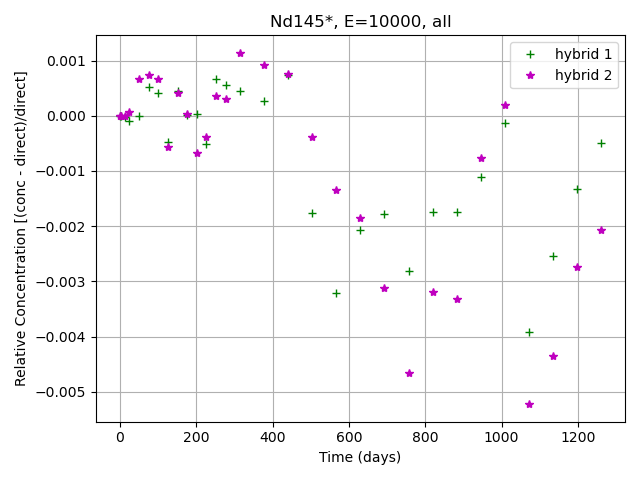 Nd145*, E=10000, all
hybrid 1
hybrid 2
Relative Concentration [(conc - direct)/direct]
0.001
0.000
−0.001
−0.002
−0.003
−0.004
−0.005
0 200 400 600 800 1000 1200
Time (days)